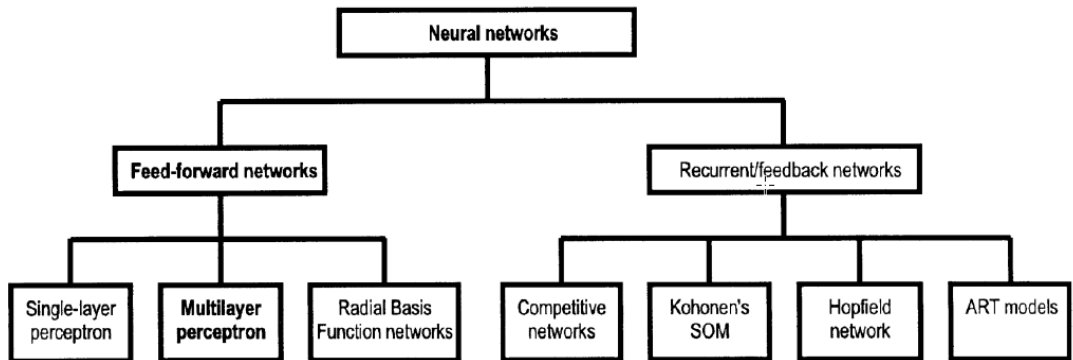 Neural networks
Feed-forward networks
Recurrent/feedback networks
Single-layer
perceptron
Multilayer
perceptron
Radial Basis
Function networks
Competitive
networks
Kohonen's
SOM
Hopfield
network
ART models